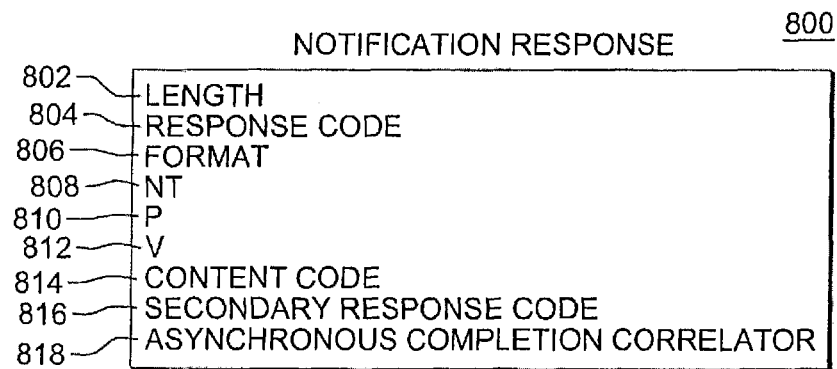 800
NOTIFICATION RESPONSE
802 LENGTH
804 RESPONSE CODE
806 FORMAT
808 NT
810 P
812 V
814 CONTENT CODE
816 SECONDARY RESPONSE CODE
818 ASYNCHRONOUS COMPLETION CORRELATOR